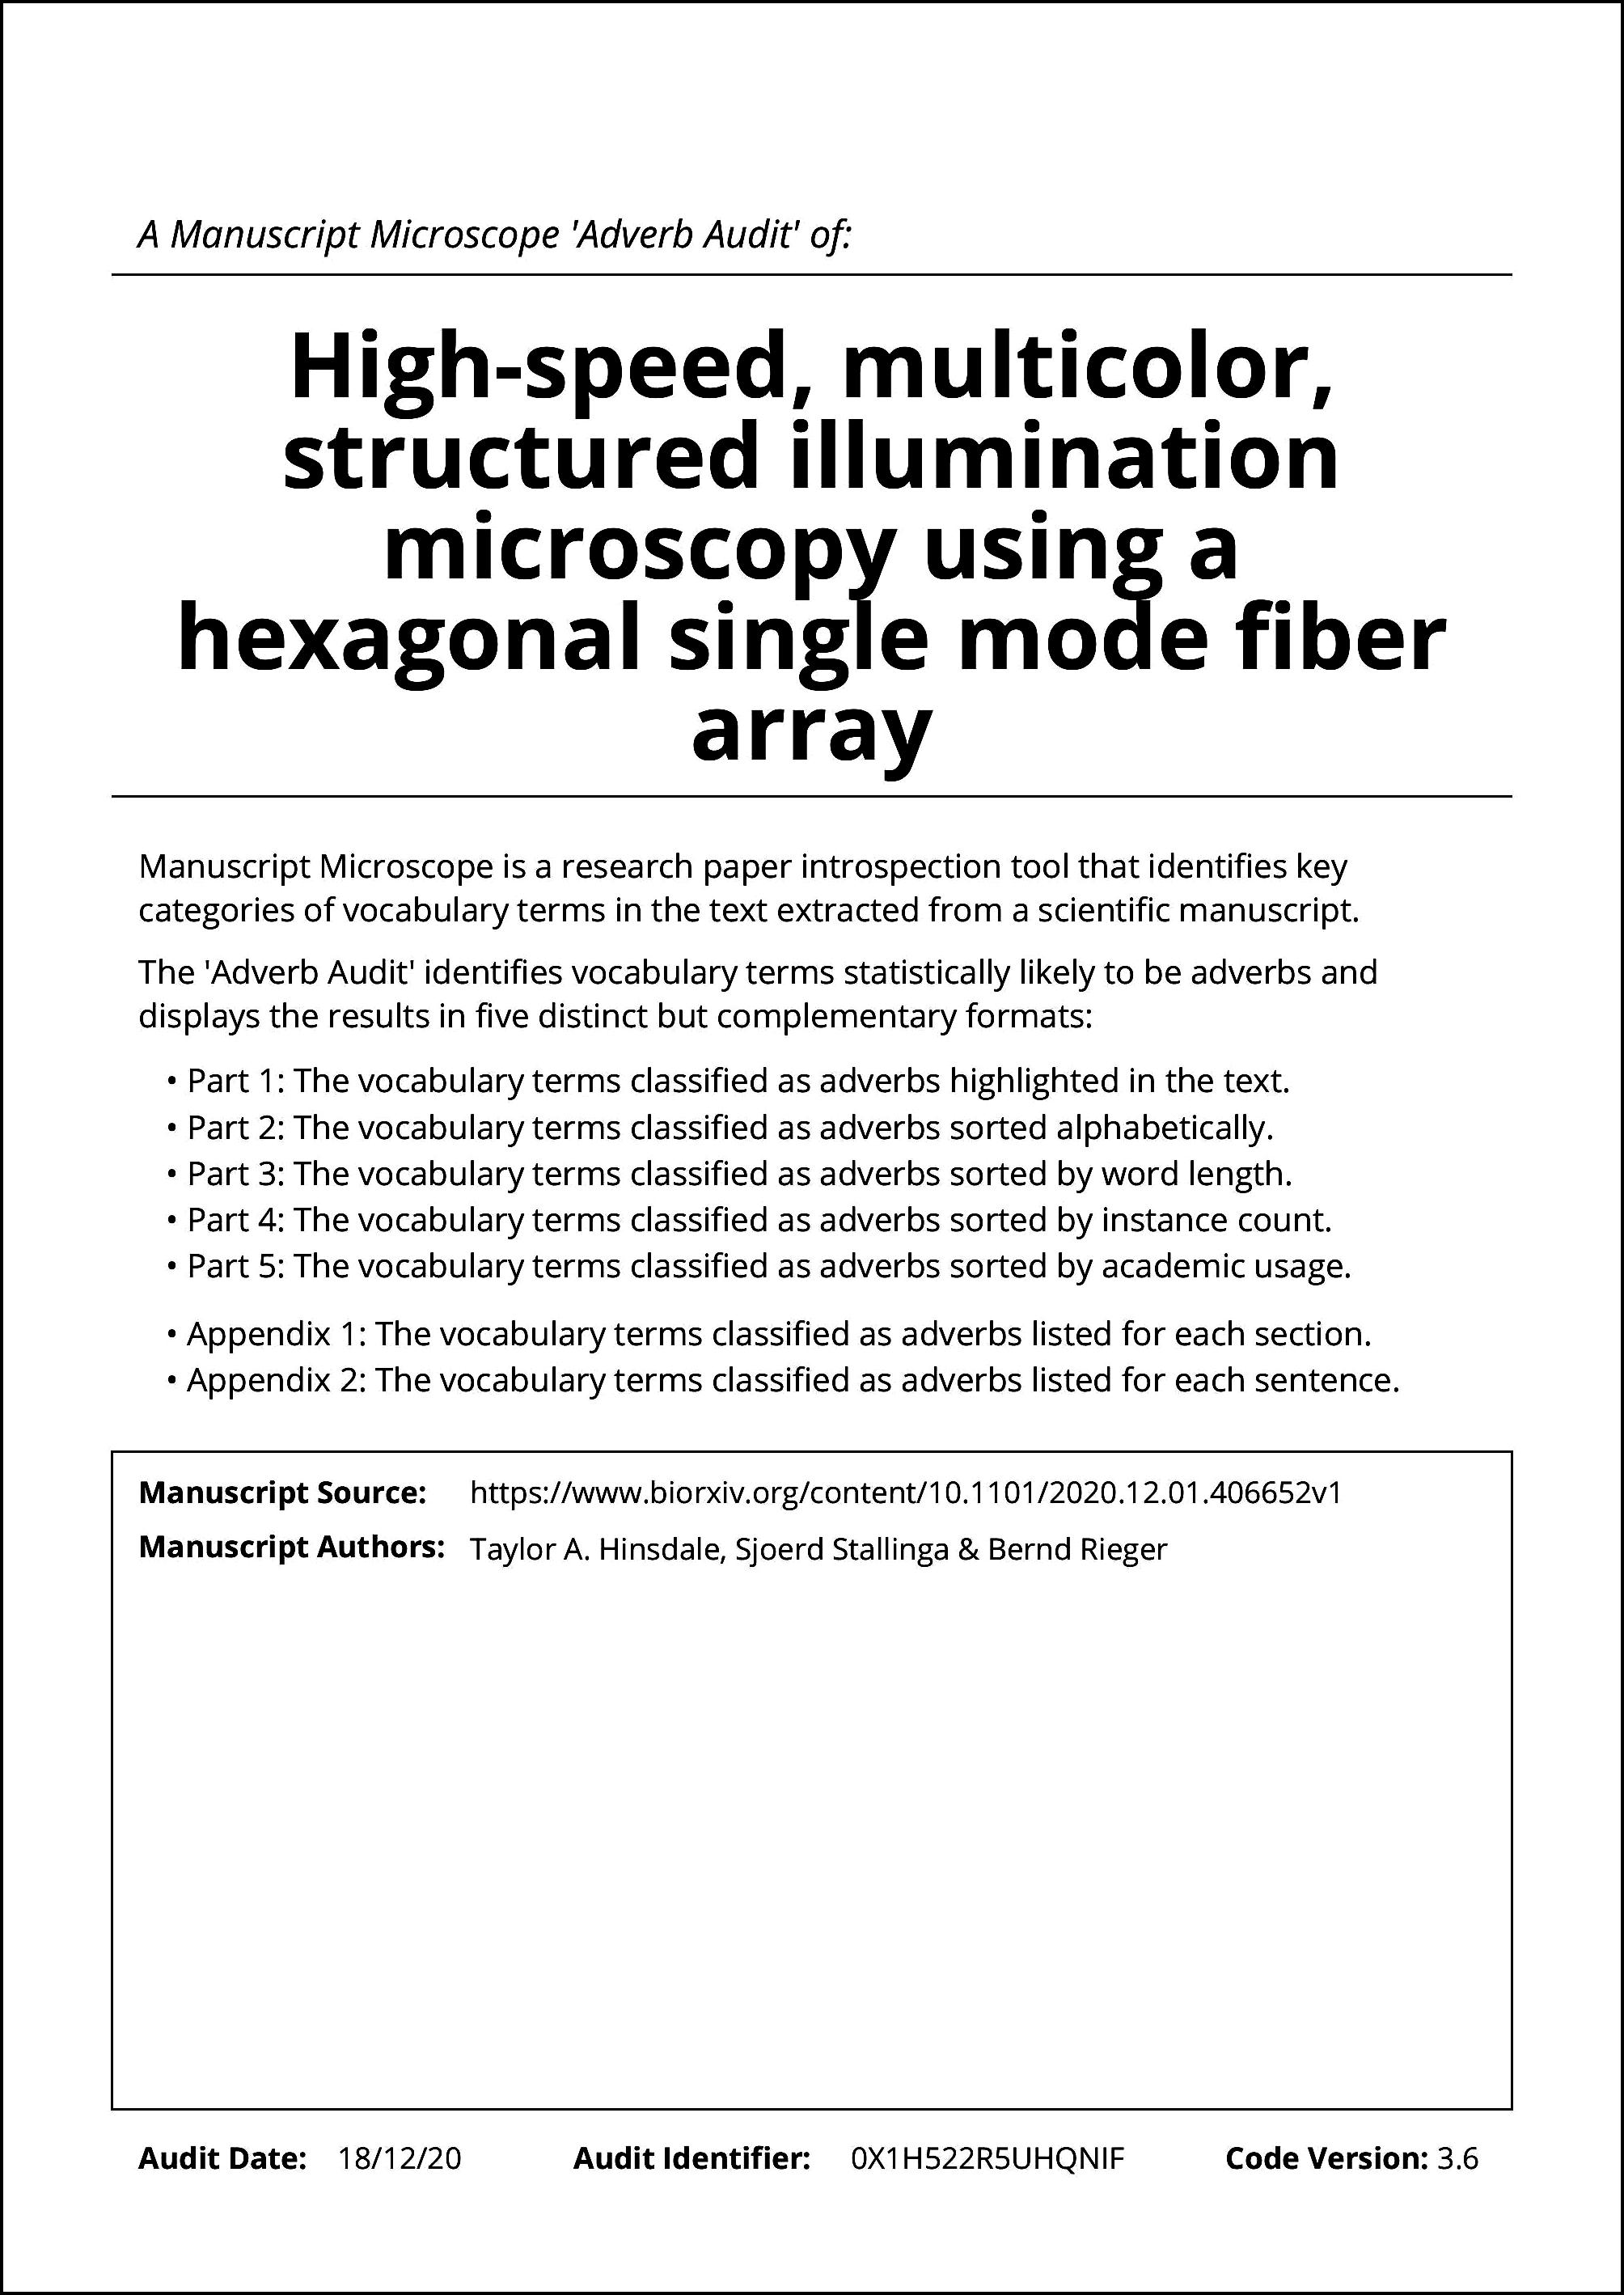 A Manuscript Microscope 'Adverb Audit' of:
High-speed, multicolor,
structured illumination
microscopy using a
hexagonal single mode fiber
array
Manuscript Microscope is a research paper introspection tool that identifies key
categories of vocabulary terms in the text extracted from a scientific manuscript.
The 'Adverb Audit' identifies vocabulary terms statistically likely to be adverbs and
displays the results in five distinct but complementary formats:
• Part 1: The vocabulary terms classified as adverbs highlighted in the text.
• Part 2: The vocabulary terms classified as adverbs sorted alphabetically.
• Part 3: The vocabulary terms classified as adverbs sorted by word length.
• Part 4: The vocabulary terms classified as adverbs sorted by instance count.
• Part 5: The vocabulary terms classified as adverbs sorted by academic usage.
• Appendix 1: The vocabulary terms classified as adverbs listed for each section.
• Appendix 2: The vocabulary terms classified as adverbs listed for each sentence.
Manuscript Source: https://www.biorxiv.org/content/10.1101/2020.12.01.406652v1
Manuscript Authors: Taylor A. Hinsdale, Sjoerd Stallinga & Bernd Rieger
Audit Date: 18/12/20 Audit Identifier: 0X1H522R5UHQNIF Code Version: 3.6